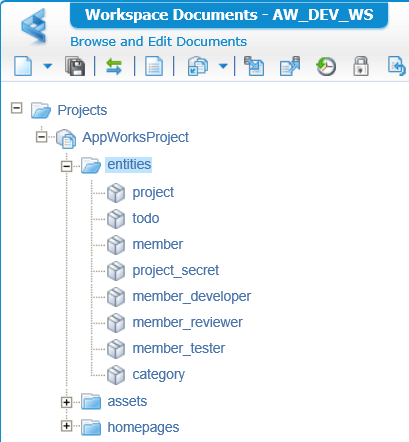 Workspace Documents - AW_DEV_WS
Browse and Edit Documents
Projects
AppWorksProject
entities
project
todo
member
project_secret
member_developer
member_reviewer
member_tester
category
assets
homepages